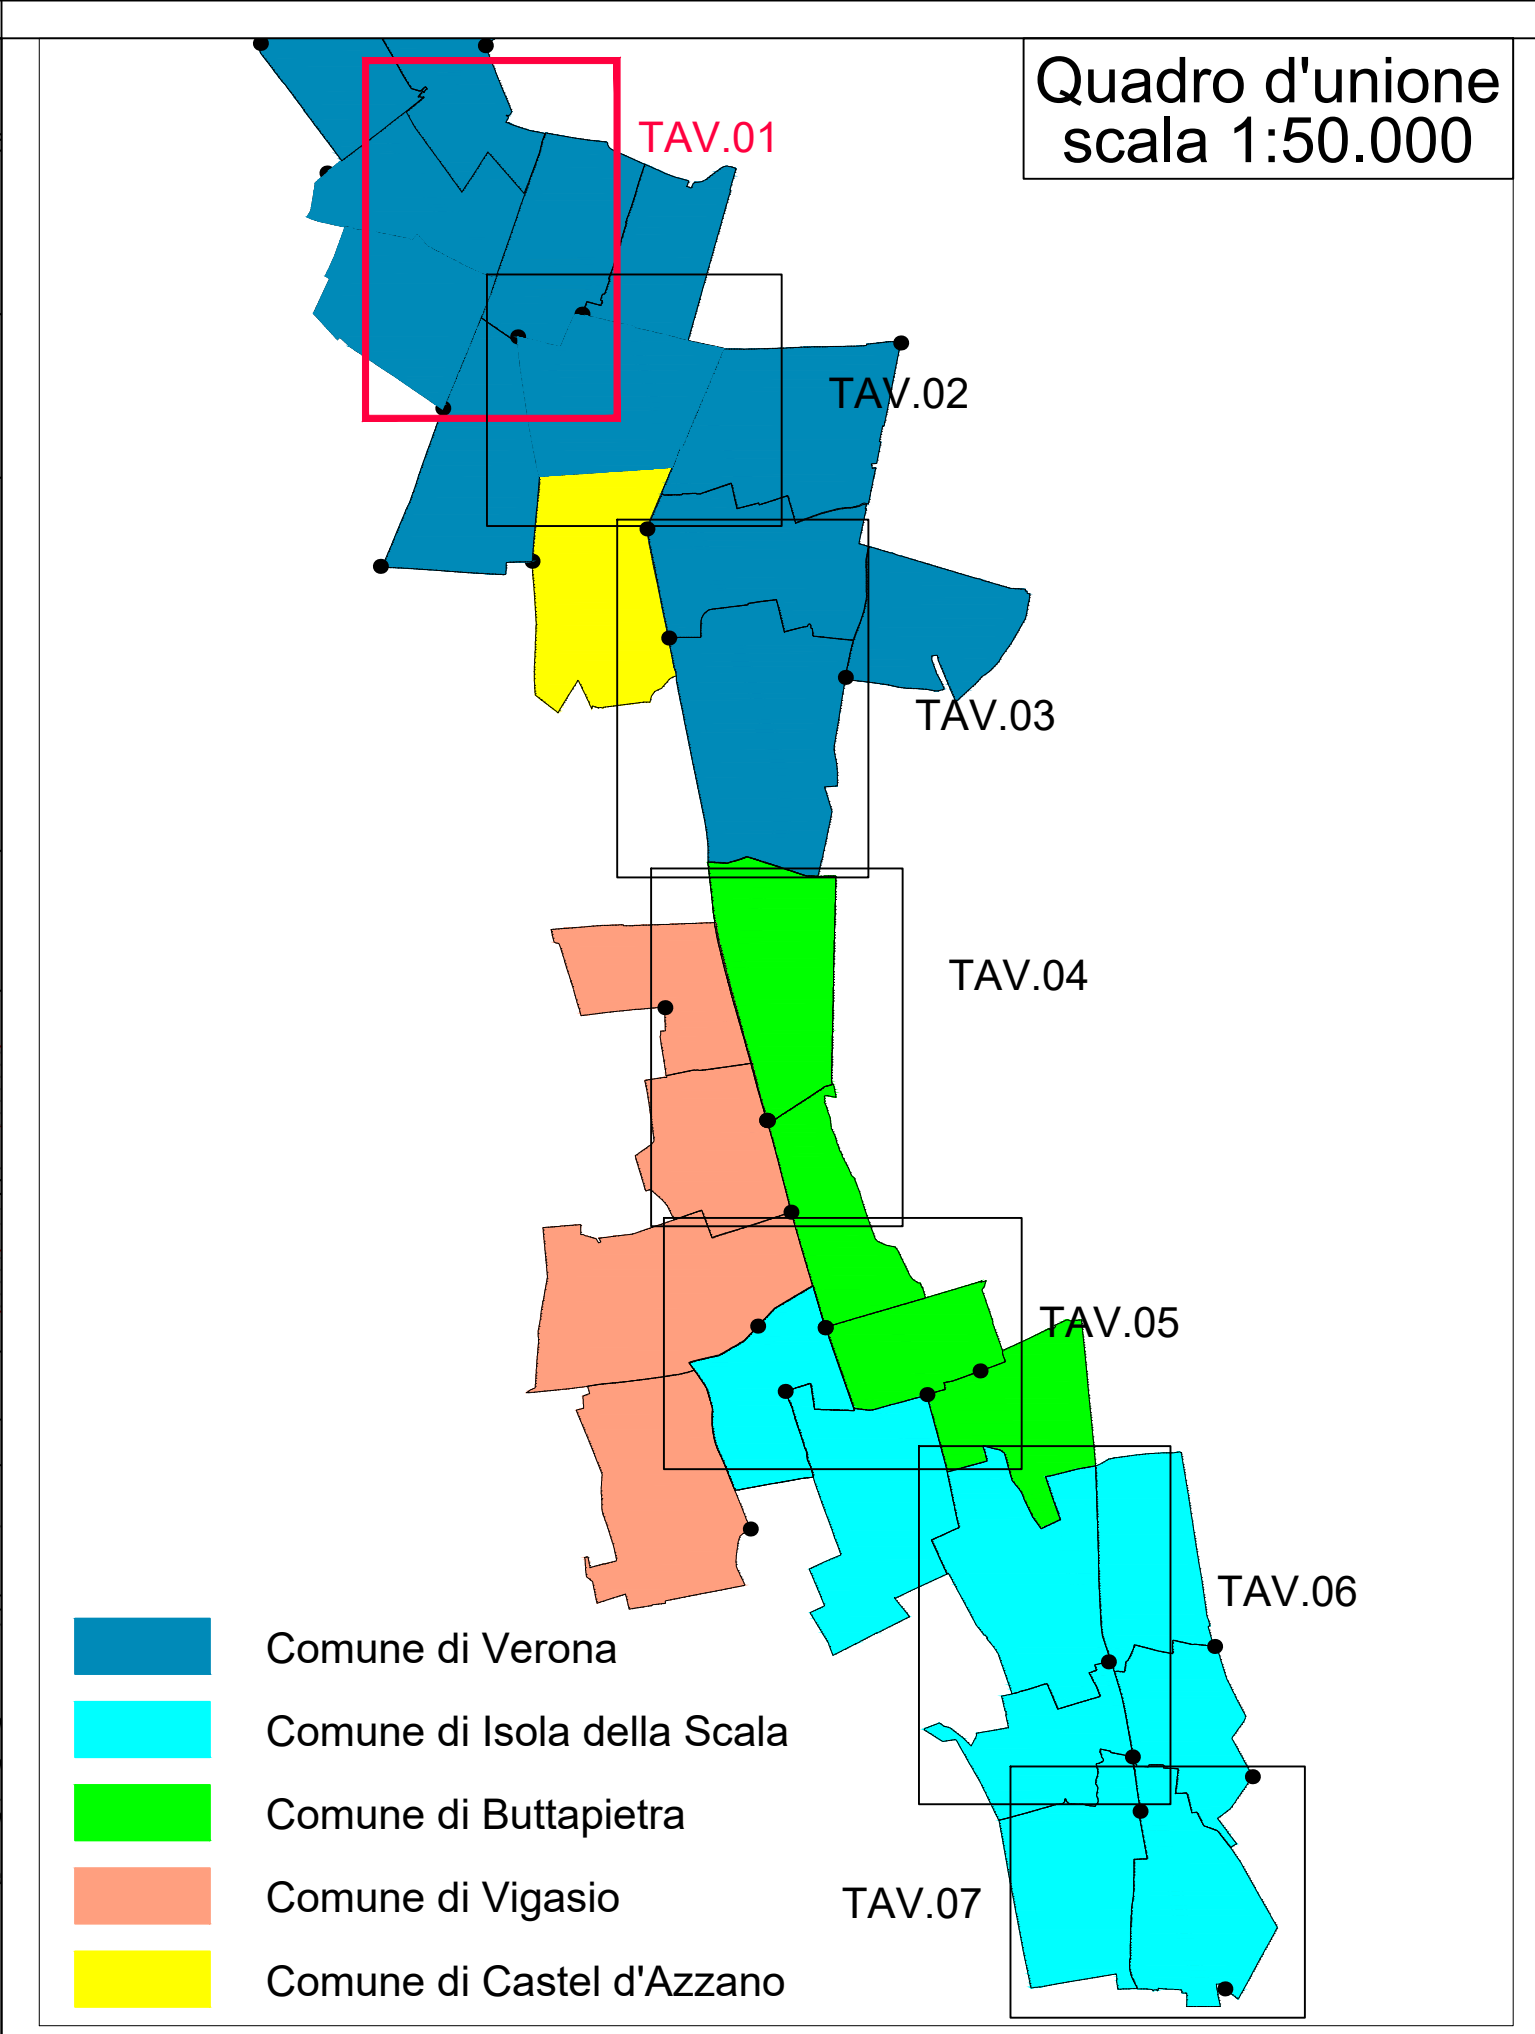 Quadro d'unione
scala 1:50.000
TAV.01
TAV.02
TAV.03
TAV.04
TAV.05
TAV.06
TAV.07
Comune di Verona
Comune di Isola della Scala
Comune di Buttapietra
Comune di Vigasio
Comune di Castel d'Azzano